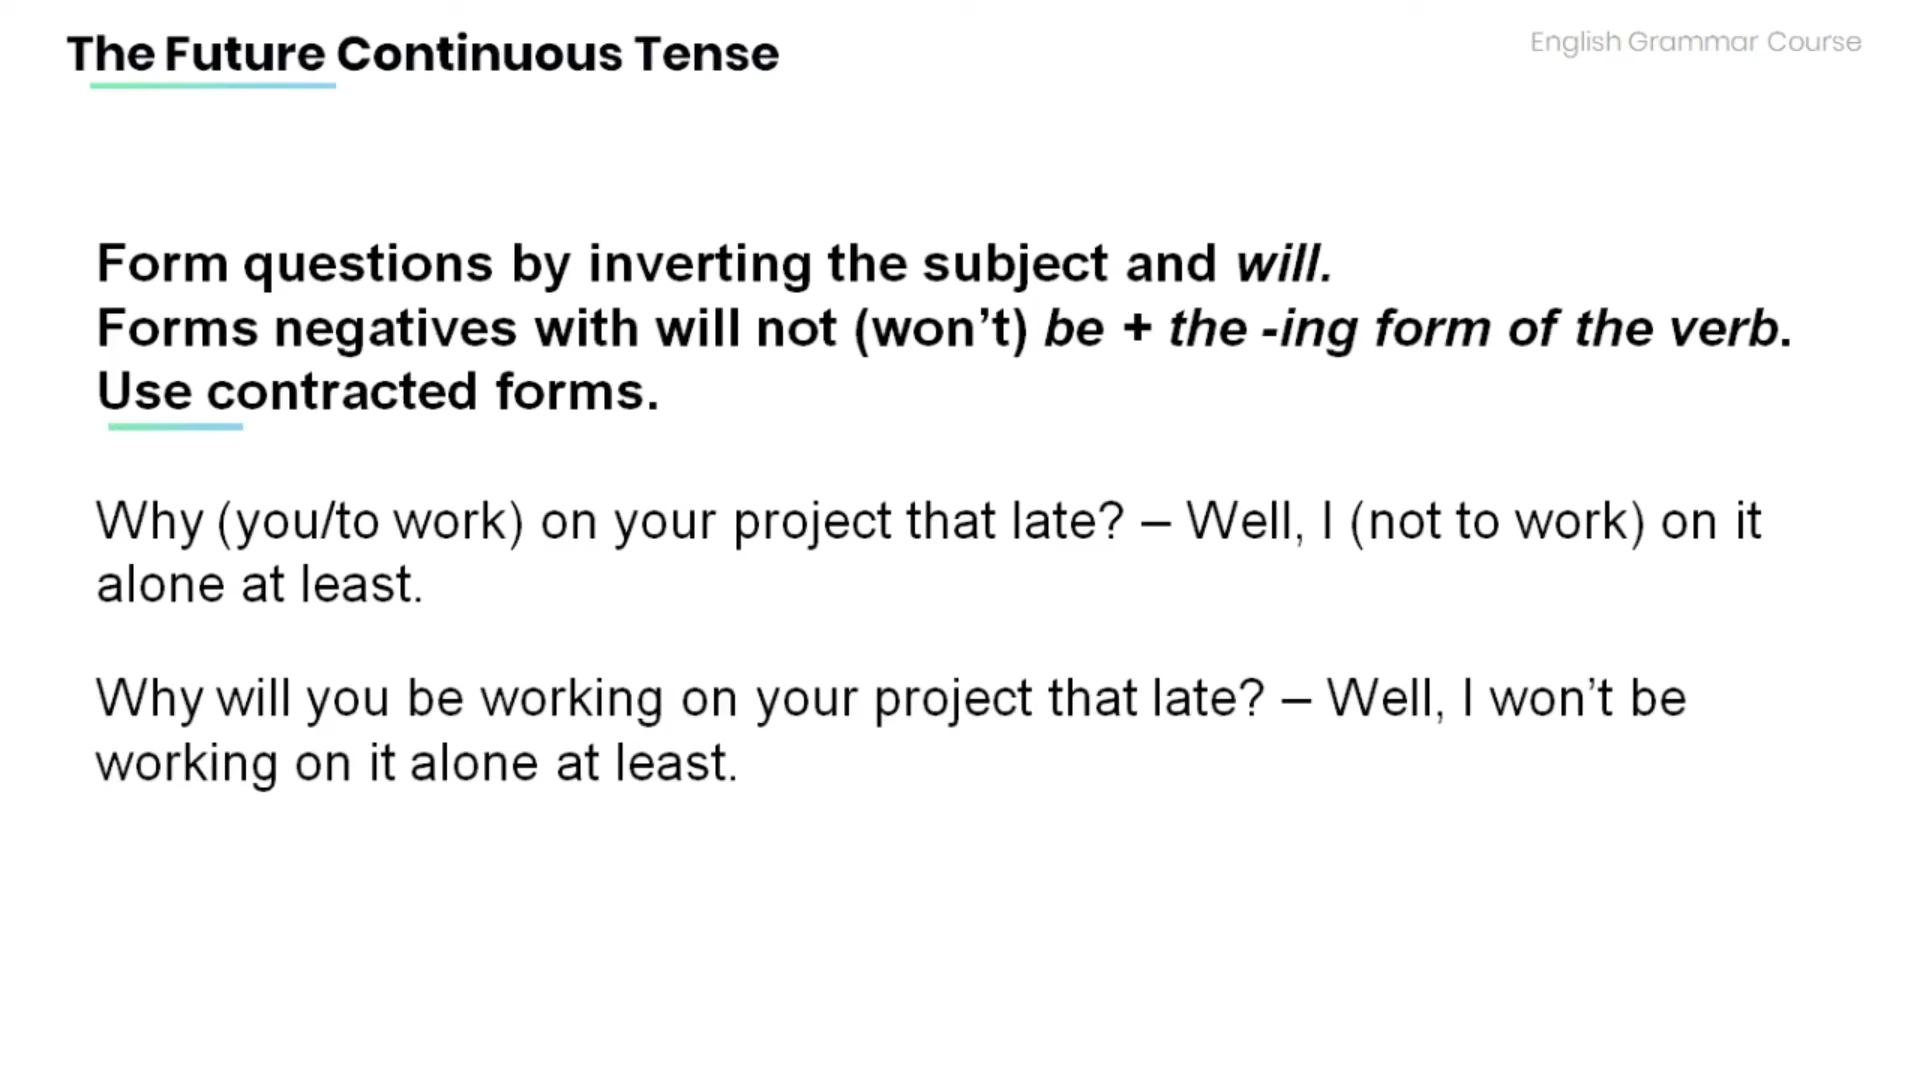 The Future Continuous Tense
English Grammar Course
Form questions by inverting the subject and will.
Forms negatives with will not (won’t) be + the -ing form of the verb.
Use contracted forms.
Why (you/to work) on your project that late? – Well, I (not to work) on it
alone at least.
Why will you be working on your project that late? – Well, I won’t be
working on it alone at least.